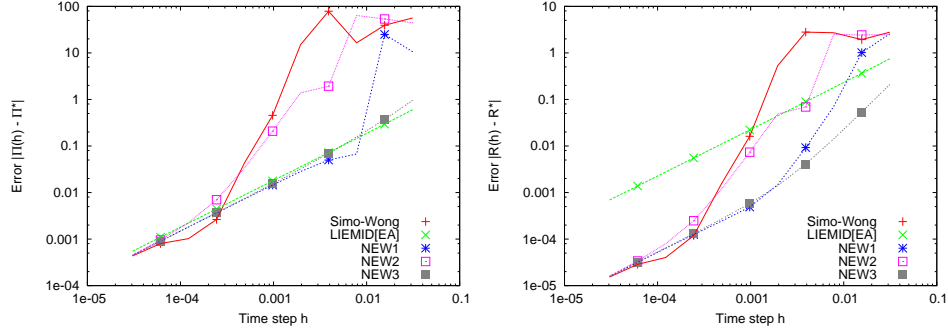 Error |Π(h) - Π*|
100
10
1
0.1
0.01
0.001
1e-04
1e-05
1e-04
0.001
0.01
0.1
Time step h
Simo-Wong
LIEMID[EA]
NEW1
NEW2
NEW3
Error |R(h) - R*|
100
10
1
0.1
0.01
0.001
1e-04
1e-05
1e-05
1e-04
0.001
0.01
0.1
Time step h
Simo-Wong
LIEMID[EA]
NEW1
NEW2
NEW3